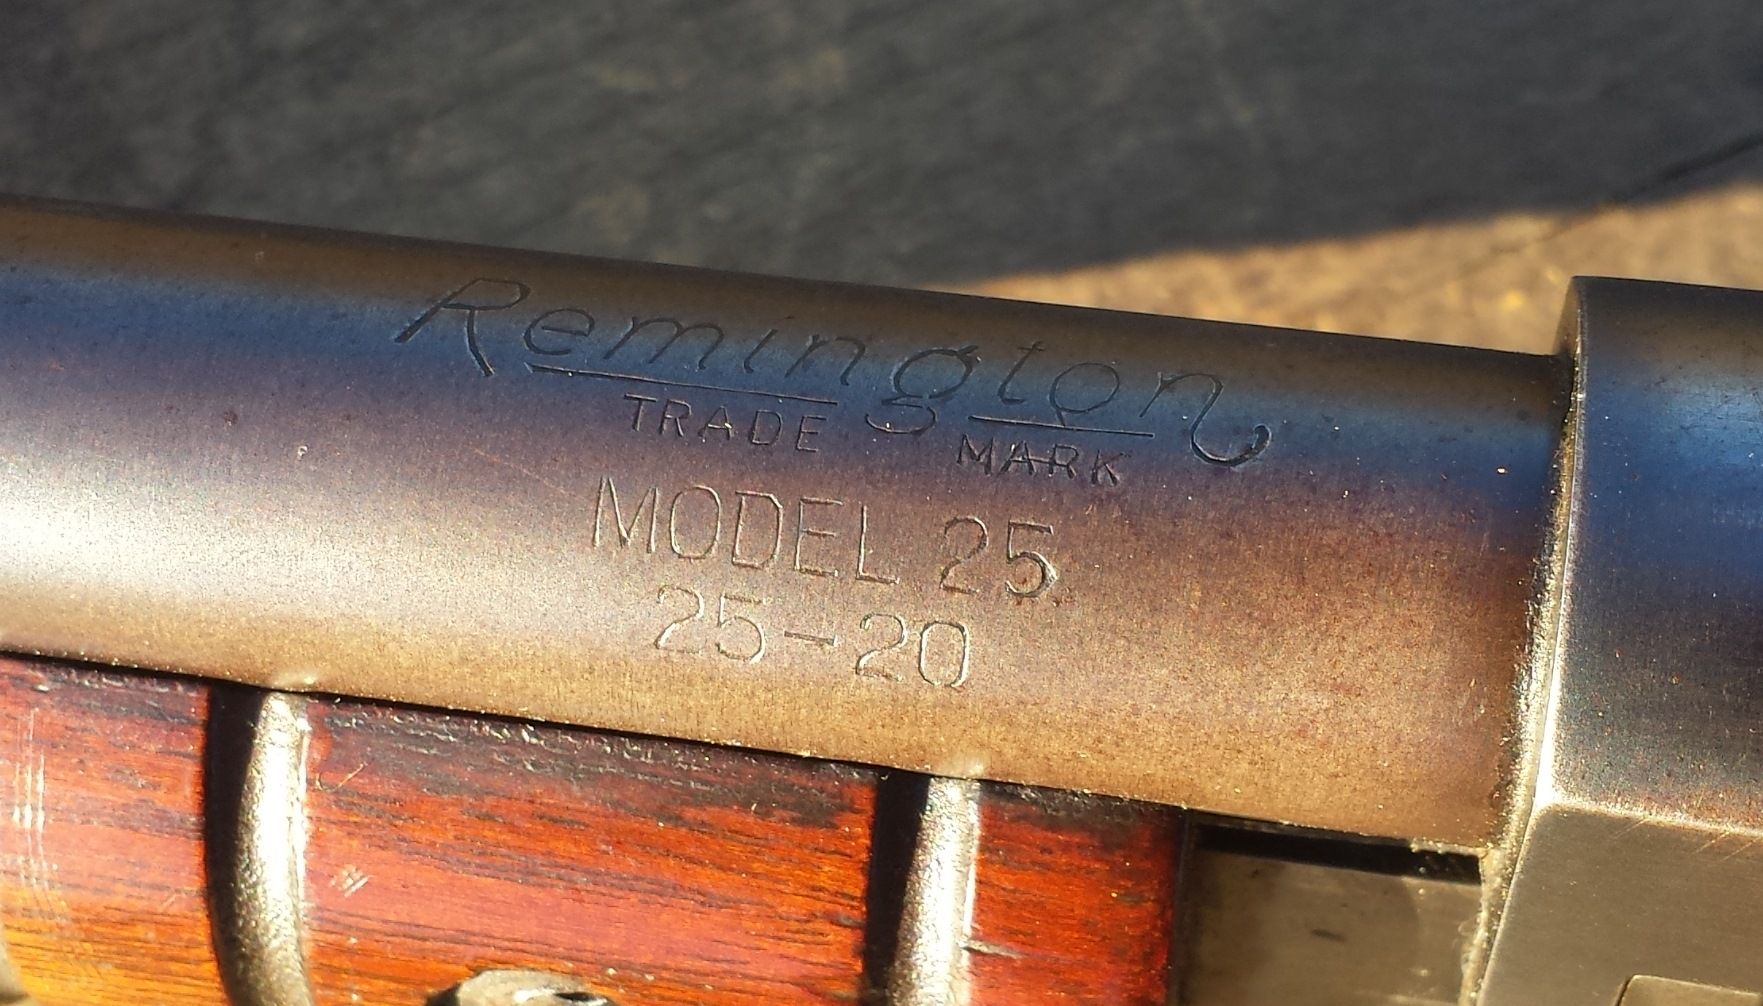 Remington
TRADE MARK
MODEL 25
25-20